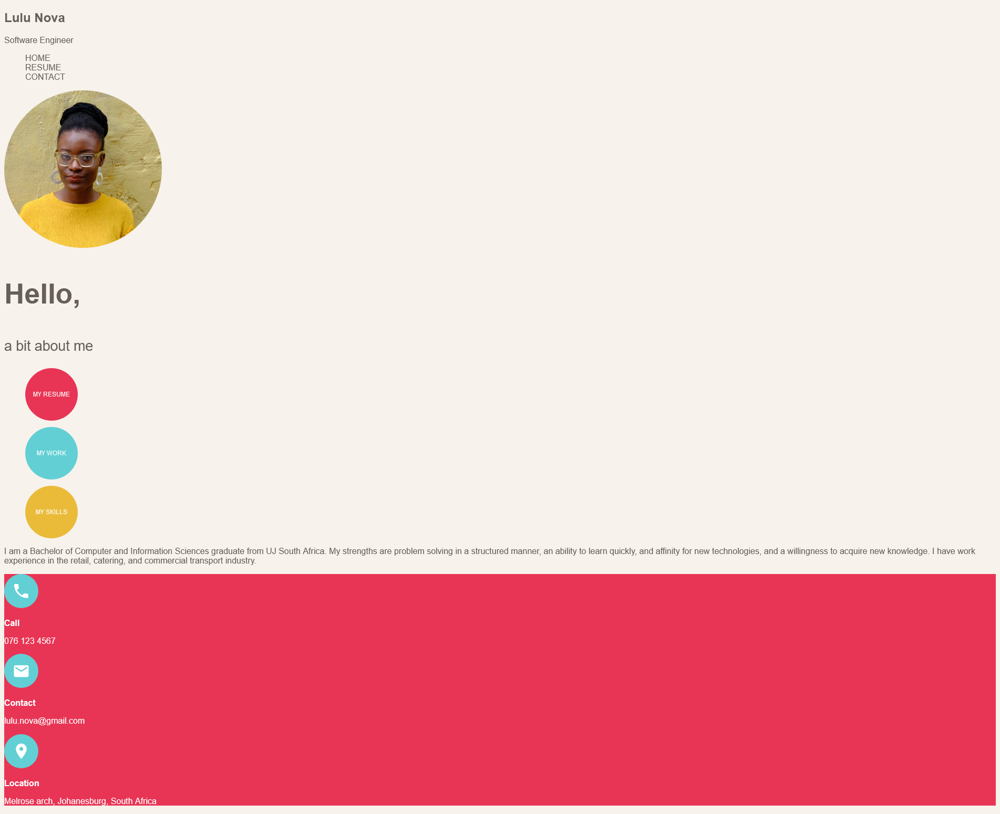 Lulu Nova
Software Engineer
HOME
RESUME
CONTACT
Hello,
a bit about me
MY RESUME
MY WORK
MY SKILLS
I am a Bachelor of Computer and Information Sciences graduate from UJ South Africa. My strengths are problem solving in a structured manner, an ability to learn quickly, and affinity for new technologies, and a willingness to acquire new knowledge. I have work
experience in the retail, catering, and commercial transport industry.
Call
076 123 4567
Contact
lulu.nova@gmail.com
Location
Melrose arch, Johanesburg, South Africa